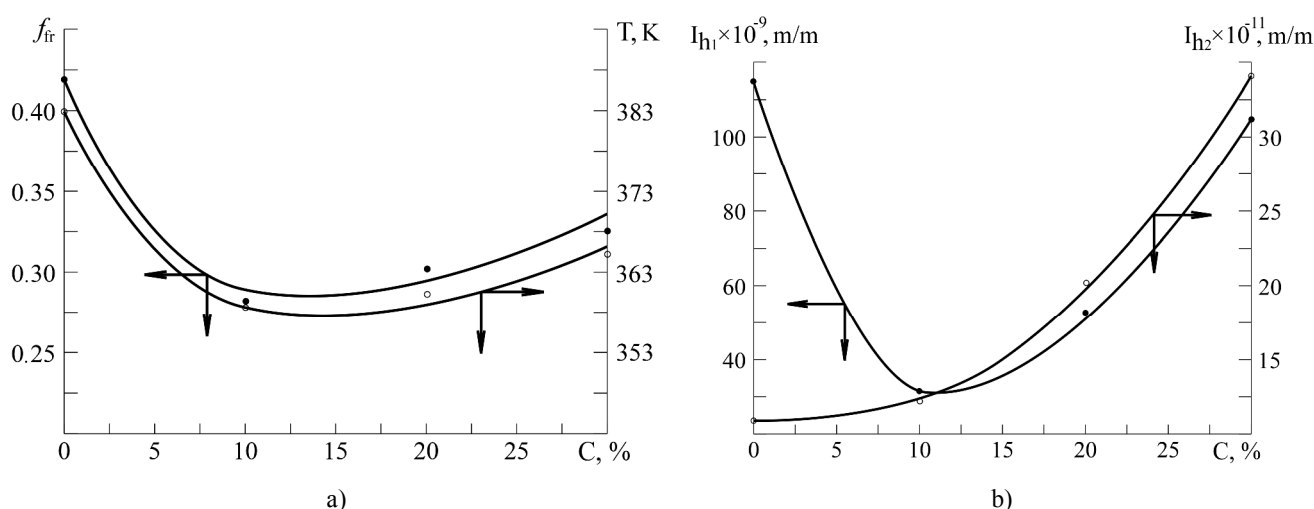 f_fr
T, K
0.40
0.35
0.30
0.25
383
373
363
353
0 5 10 15 20 25 C, %
a)
I_h1×10^-9, m/m
I_h2×10^-11, m/m
100
80
60
40
30
25
20
15
0 5 10 15 20 25 C, %
b)